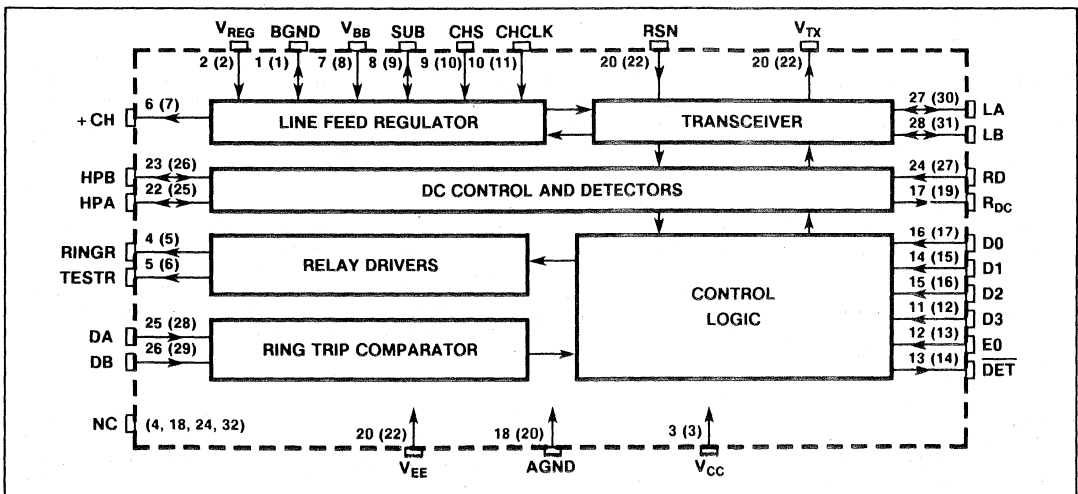 VREG BGND VBB SUB CHS CHCLK RSN VTX
2 (2) 1 (1) 7 (8) 8 (9) 9 (10) 10 (11) 20 (22) 20 (22)
+ CH 6 (7) LINE FEED REGULATOR TRANSCEIVER 27 (30) LA
28 (31) LB
HPB 23 (26) DC CONTROL AND DETECTORS 24 (27) RD
HPA 22 (25) 17 (19) RDC
RINGR 4 (5) RELAY DRIVERS 16 (17) D0
TESTR 5 (6) 14 (15) D1
CONTROL LOGIC 15 (16) D2
DA 25 (28) RING TRIP COMPARATOR 11 (12) D3
DB 26 (29) 12 (13) E0
13 (14) DET
NC (4, 18, 24, 32)
20 (22) 18 (20) 3 (3)
VEE AGND VCC